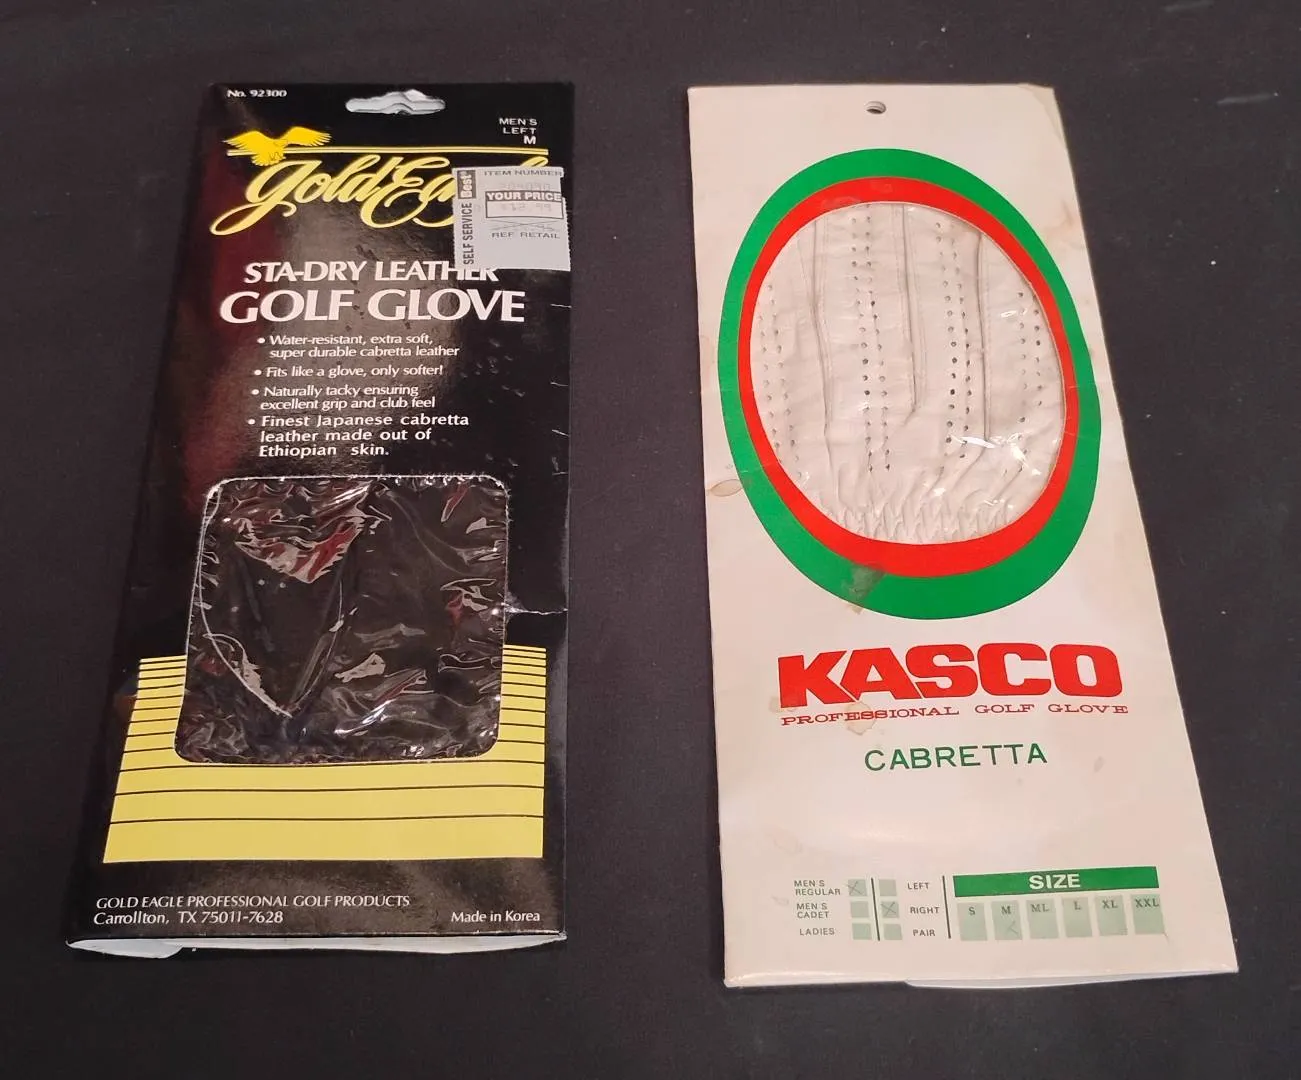 No. 92300
MEN'S
LEFT
M
Gold Eagle
ITEM NUMBER
SELF SERVICE Best
YOUR PRICE
REF. RETAIL
STA-DRY LEATHER
GOLF GLOVE
• Water-resistant, extra soft,
super durable cabretta leather
• Fits like a glove, only softer!
• Naturally tacky ensuring
excellent grip and club feel
• Finest Japanese cabretta
leather made out of
Ethiopian skin.
GOLD EAGLE PROFESSIONAL GOLF PRODUCTS
Carrollton, TX 75011-7628
Made in Korea
KASCO
PROFESSIONAL GOLF GLOVE
CABRETTA
MEN'S
REGULAR
LEFT
MEN'S
CADET
RIGHT
LADIES
PAIR
SIZE
S M ML L XL XXL